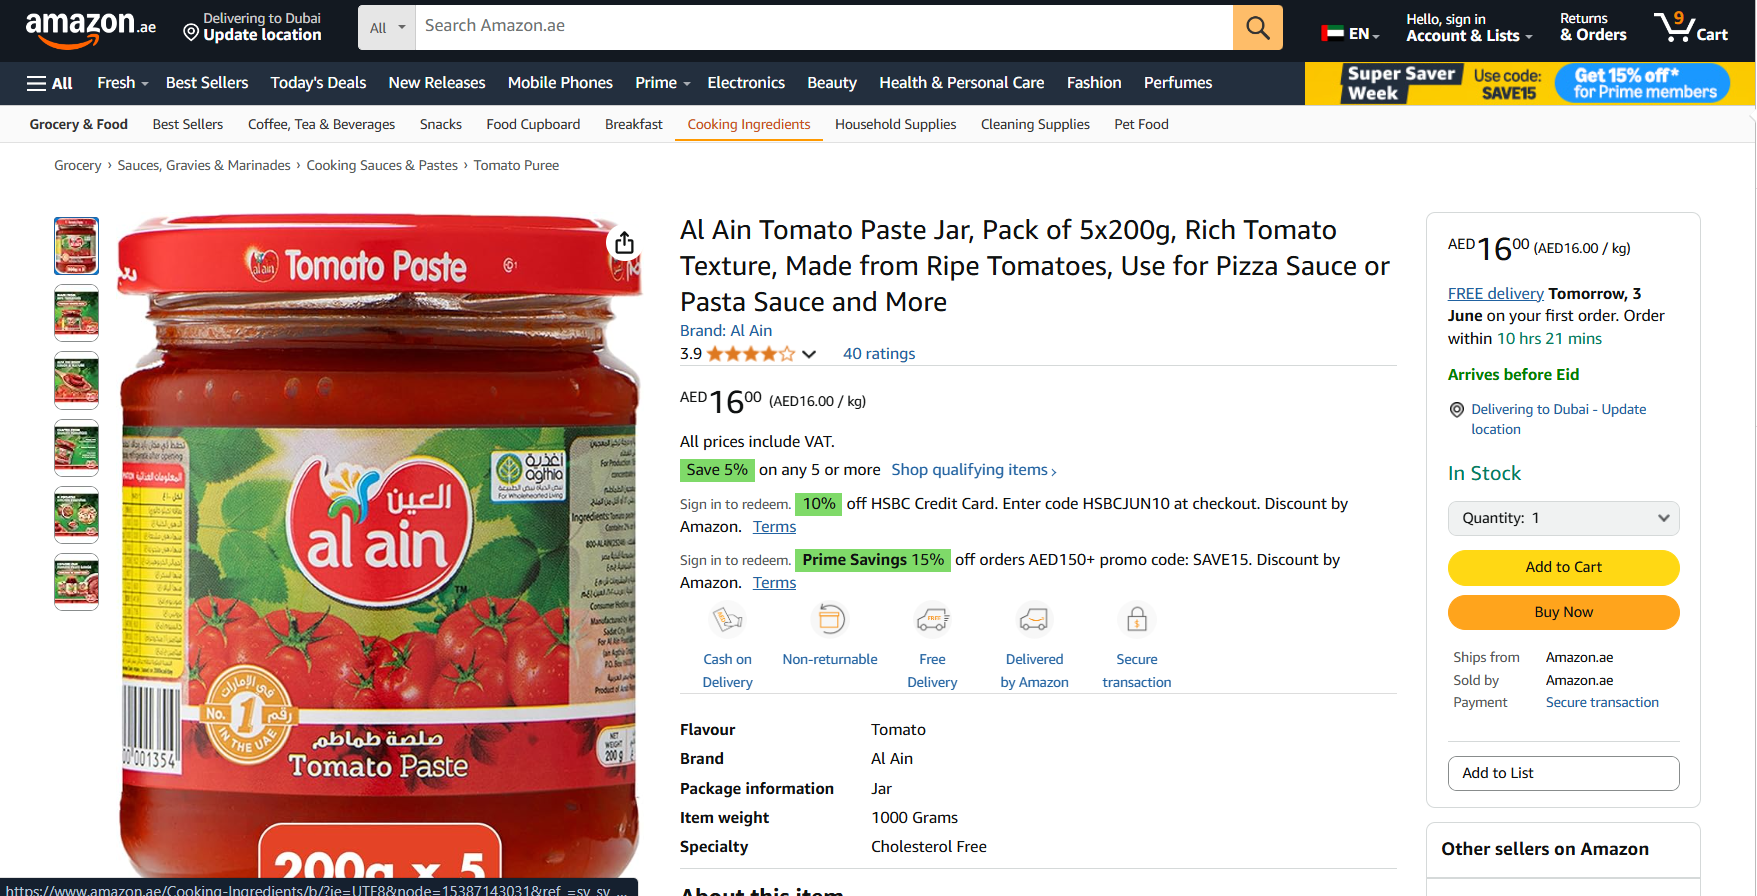 amazon.ae
Delivering to Dubai
Update location
All
Search Amazon.ae
EN
Hello, sign in
Account & Lists
Returns
& Orders
9
Cart
All
Fresh
Best Sellers
Today's Deals
New Releases
Mobile Phones
Prime
Electronics
Beauty
Health & Personal Care
Fashion
Perfumes
Super Saver
Week
Use code:
SAVE15
Get 15% off*
for Prime members
Grocery & Food
Best Sellers
Coffee, Tea & Beverages
Snacks
Food Cupboard
Breakfast
Cooking Ingredients
Household Supplies
Cleaning Supplies
Pet Food
Grocery › Sauces, Gravies & Marinades › Cooking Sauces & Pastes › Tomato Puree
al ain Tomato Paste
أغذية
agthia
For Wholehearted Living
العين
al ain
TM
في الإمارات
No. 1 رقم
IN THE UAE
صلصة طماطم
Tomato Paste
NET
WEIGHT
200 g
200g x 5
Al Ain Tomato Paste Jar, Pack of 5x200g, Rich Tomato
Texture, Made from Ripe Tomatoes, Use for Pizza Sauce or
Pasta Sauce and More
Brand: Al Ain
3.9
40 ratings
AED 16 00 (AED16.00 / kg)
All prices include VAT.
Save 5% on any 5 or more Shop qualifying items ›
Sign in to redeem. 10% off HSBC Credit Card. Enter code HSBCJUN10 at checkout. Discount by
Amazon. Terms
Sign in to redeem. Prime Savings 15% off orders AED150+ promo code: SAVE15. Discount by
Amazon. Terms
Cash on
Delivery
Non-returnable
Free
Delivery
Delivered
by Amazon
Secure
transaction
Flavour Tomato
Brand Al Ain
Package information Jar
Item weight 1000 Grams
Specialty Cholesterol Free
About this item
AED 16 00 (AED16.00 / kg)
FREE delivery Tomorrow, 3
June on your first order. Order
within 10 hrs 21 mins
Arrives before Eid
Delivering to Dubai - Update
location
In Stock
Quantity: 1
Add to Cart
Buy Now
Ships from Amazon.ae
Sold by Amazon.ae
Payment Secure transaction
Add to List
Other sellers on Amazon
https://www.amazon.ae/Cooking-Ingredients/b/?ie=UTF8&node=15387143031&ref_=sv_sv_...